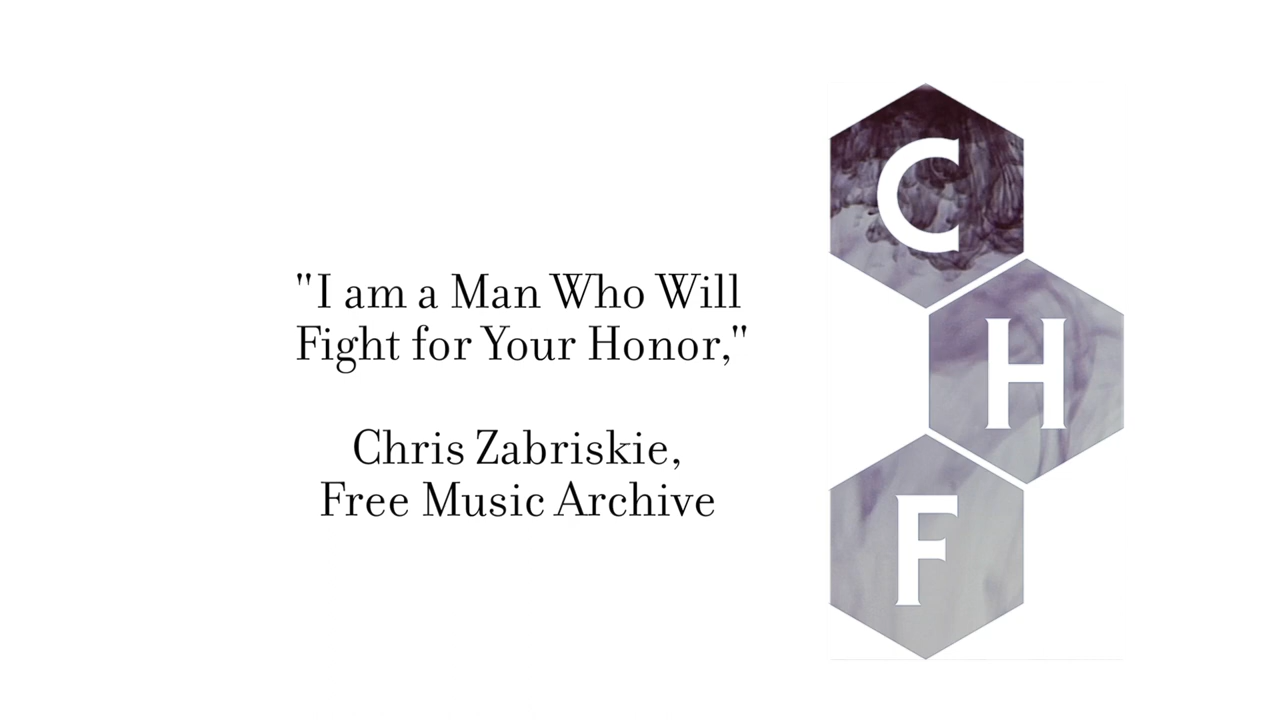 "I am a Man Who Will
Fight for Your Honor,"
Chris Zabriskie,
Free Music Archive
C
H
F